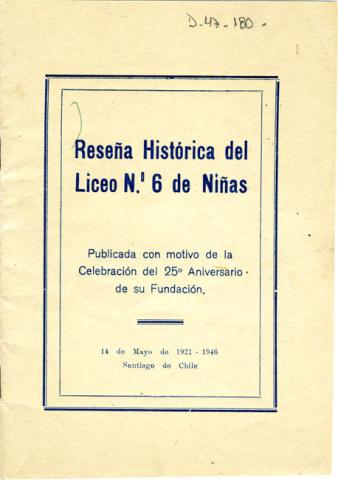 D-47-180.
Reseña Histórica del
Liceo N.º 6 de Niñas
Publicada con motivo de la
Celebración del 25º Aniversario
de su Fundación.
14 de Mayo de 1921 - 1946
Santiago de Chile